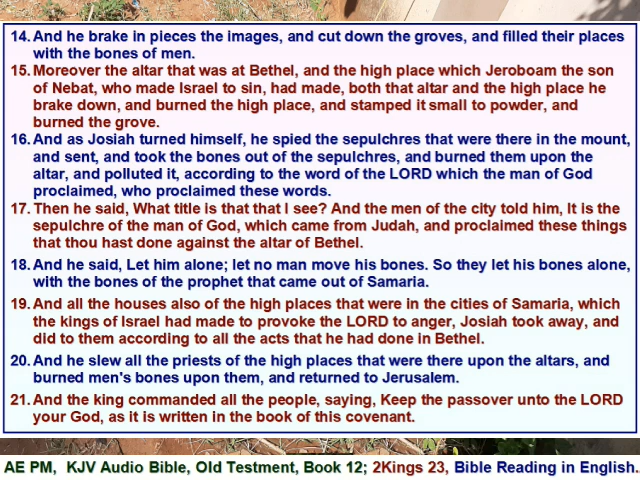 14. And he brake in pieces the images, and cut down the groves, and filled their places
with the bones of men.
15. Moreover the altar that was at Bethel, and the high place which Jeroboam the son
of Nebat, who made Israel to sin, had made, both that altar and the high place he
brake down, and burned the high place, and stamped it small to powder, and
burned the grove.
16. And as Josiah turned himself, he spied the sepulchres that were there in the mount,
and sent, and took the bones out of the sepulchres, and burned them upon the
altar, and polluted it, according to the word of the LORD which the man of God
proclaimed, who proclaimed these words.
17. Then he said, What title is that that I see? And the men of the city told him, It is the
sepulchre of the man of God, which came from Judah, and proclaimed these things
that thou hast done against the altar of Bethel.
18. And he said, Let him alone; let no man move his bones. So they let his bones alone,
with the bones of the prophet that came out of Samaria.
19. And all the houses also of the high places that were in the cities of Samaria, which
the kings of Israel had made to provoke the LORD to anger, Josiah took away, and
did to them according to all the acts that he had done in Bethel.
20. And he slew all the priests of the high places that were there upon the altars, and
burned men's bones upon them, and returned to Jerusalem.
21. And the king commanded all the people, saying, Keep the passover unto the LORD
your God, as it is written in the book of this covenant.
AE PM, KJV Audio Bible, Old Testment, Book 12; 2Kings 23, Bible Reading in English.